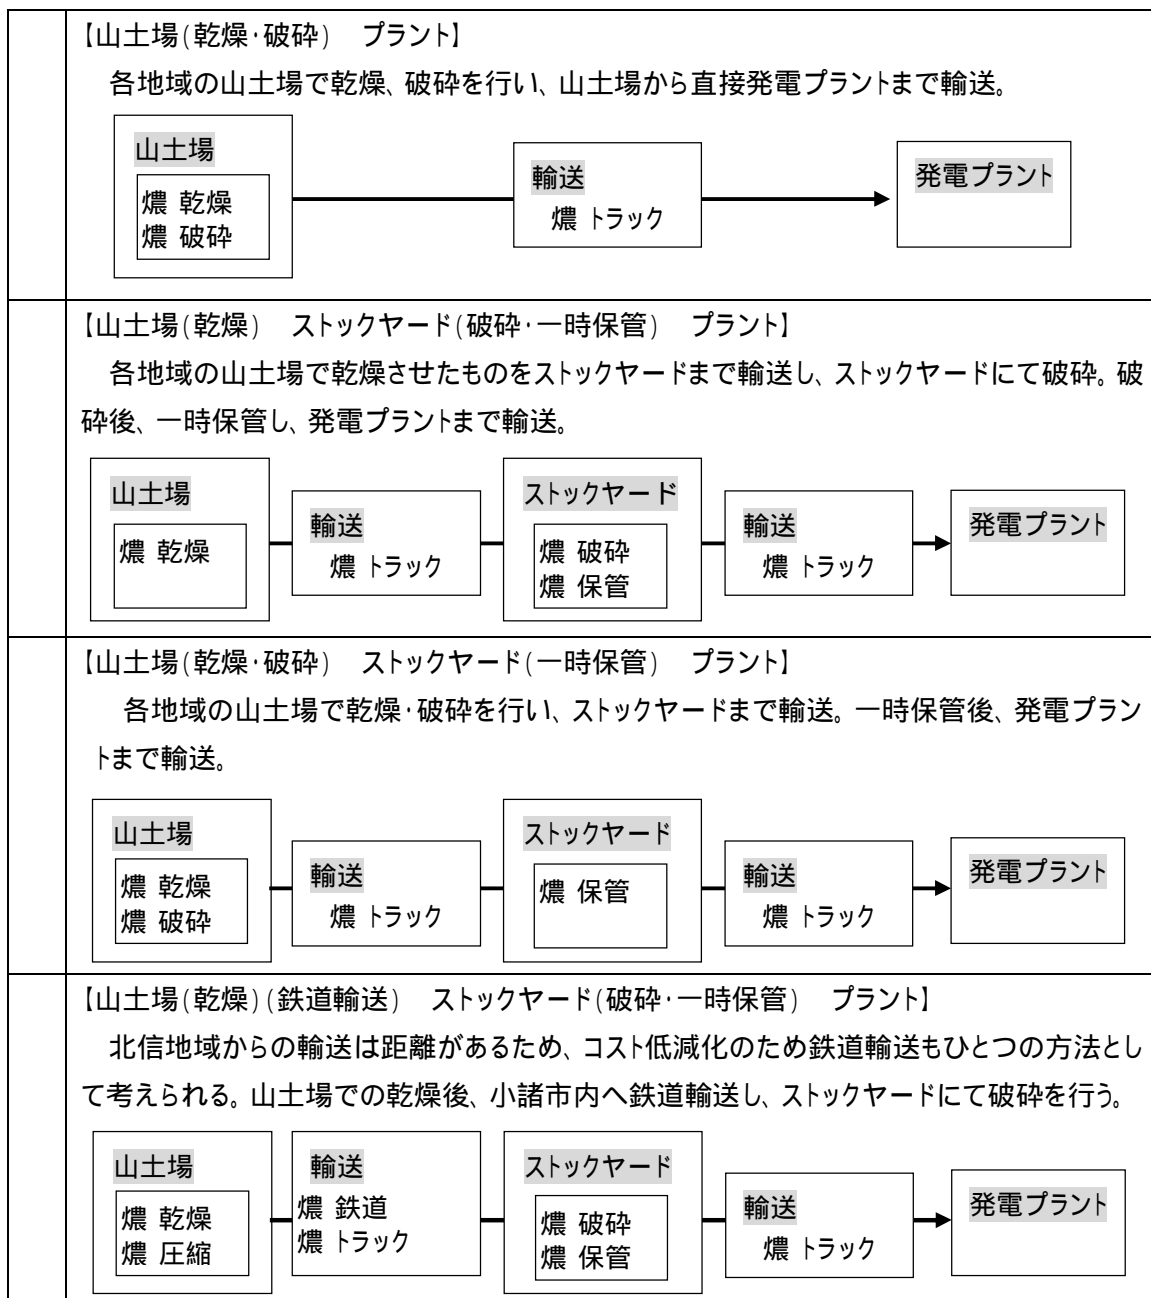 【山土場(乾燥・破砕)　プラント】
各地域の山土場で乾燥、破砕を行い、山土場から直接発電プラントまで輸送。
山土場
燶 乾燥
燶 破砕
輸送
燶 トラック
発電プラント
【山土場(乾燥)　ストックヤード(破砕・一時保管)　プラント】
各地域の山土場で乾燥させたものをストックヤードまで輸送し、ストックヤードにて破砕。破
砕後、一時保管し、発電プラントまで輸送。
山土場
燶 乾燥
輸送
燶 トラック
ストックヤード
燶 破砕
燶 保管
輸送
燶 トラック
発電プラント
【山土場(乾燥・破砕)　ストックヤード(一時保管)　プラント】
各地域の山土場で乾燥・破砕を行い、ストックヤードまで輸送。一時保管後、発電プラン
トまで輸送。
山土場
燶 乾燥
燶 破砕
輸送
燶 トラック
ストックヤード
燶 保管
輸送
燶 トラック
発電プラント
【山土場(乾燥)(鉄道輸送)　ストックヤード(破砕・一時保管)　プラント】
北信地域からの輸送は距離があるため、コスト低減化のため鉄道輸送もひとつの方法とし
て考えられる。山土場での乾燥後、小諸市内へ鉄道輸送し、ストックヤードにて破砕を行う。
山土場
燶 乾燥
燶 圧縮
輸送
燶 鉄道
燶 トラック
ストックヤード
燶 破砕
燶 保管
輸送
燶 トラック
発電プラント